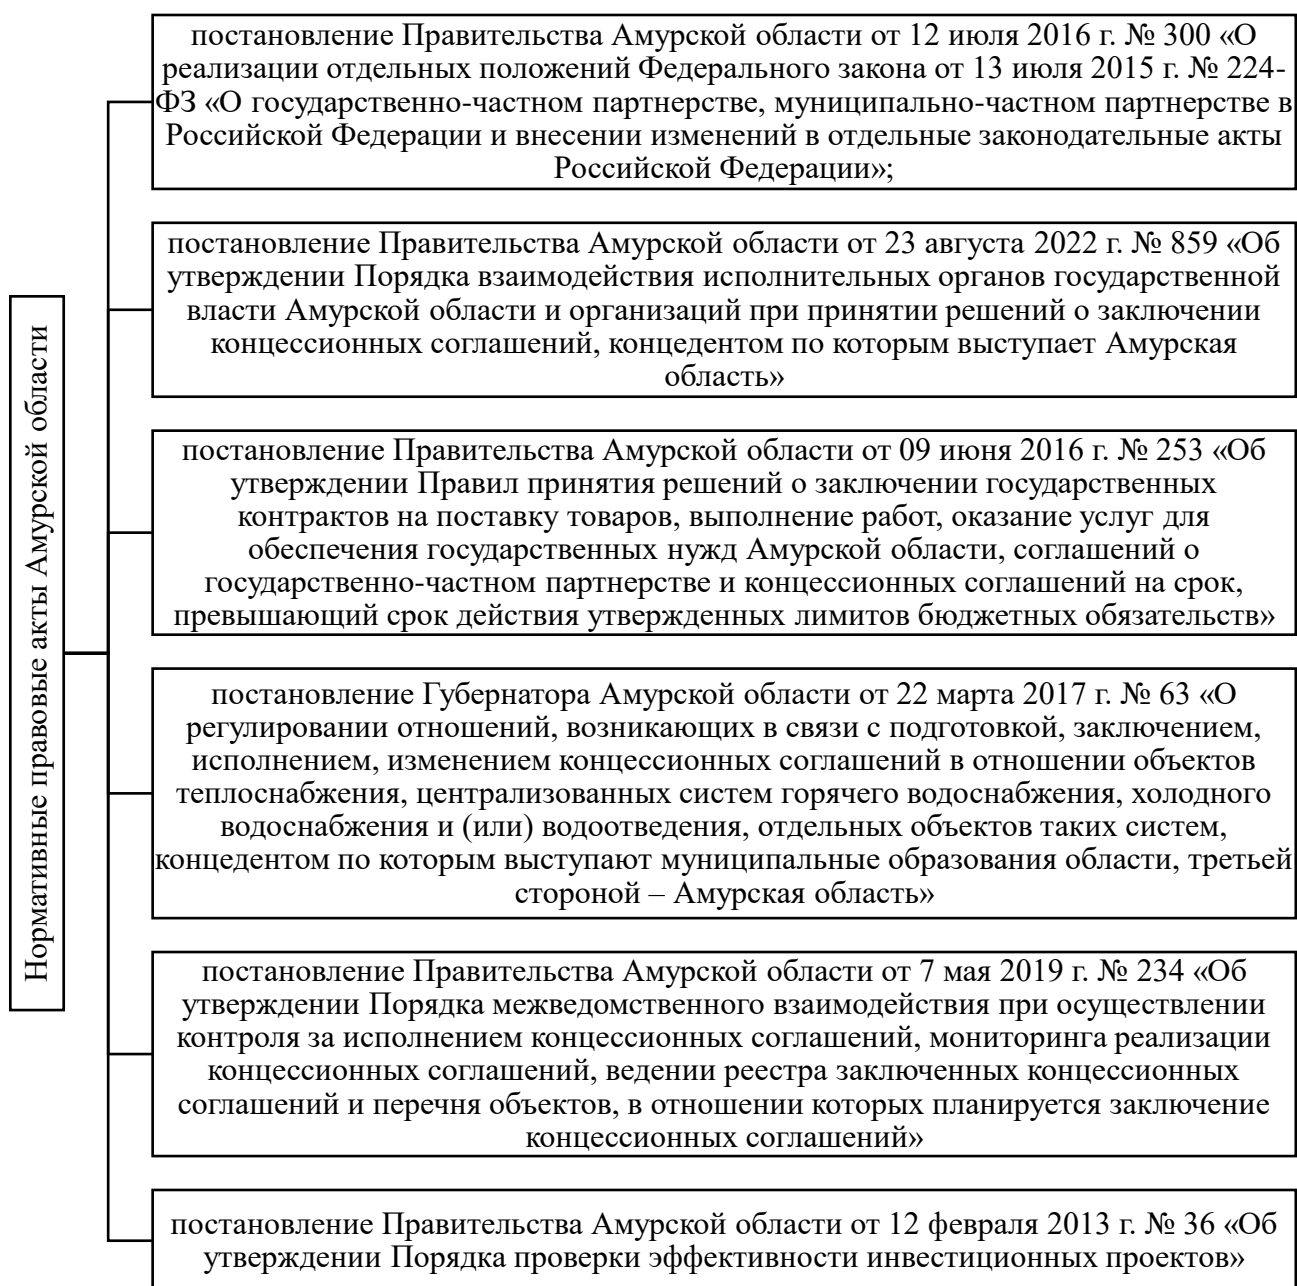 Нормативные правовые акты Амурской области
постановление Правительства Амурской области от 12 июля 2016 г. № 300 «О
реализации отдельных положений Федерального закона от 13 июля 2015 г. № 224-
ФЗ «О государственно-частном партнерстве, муниципально-частном партнерстве в
Российской Федерации и внесении изменений в отдельные законодательные акты
Российской Федерации»;
постановление Правительства Амурской области от 23 августа 2022 г. № 859 «Об
утверждении Порядка взаимодействия исполнительных органов государственной
власти Амурской области и организаций при принятии решений о заключении
концессионных соглашений, концедентом по которым выступает Амурская
область»
постановление Правительства Амурской области от 09 июня 2016 г. № 253 «Об
утверждении Правил принятия решений о заключении государственных
контрактов на поставку товаров, выполнение работ, оказание услуг для
обеспечения государственных нужд Амурской области, соглашений о
государственно-частном партнерстве и концессионных соглашений на срок,
превышающий срок действия утвержденных лимитов бюджетных обязательств»
постановление Губернатора Амурской области от 22 марта 2017 г. № 63 «О
регулировании отношений, возникающих в связи с подготовкой, заключением,
исполнением, изменением концессионных соглашений в отношении объектов
теплоснабжения, централизованных систем горячего водоснабжения, холодного
водоснабжения и (или) водоотведения, отдельных объектов таких систем,
концедентом по которым выступают муниципальные образования области, третьей
стороной – Амурская область»
постановление Правительства Амурской области от 7 мая 2019 г. № 234 «Об
утверждении Порядка межведомственного взаимодействия при осуществлении
контроля за исполнением концессионных соглашений, мониторинга реализации
концессионных соглашений, ведении реестра заключенных концессионных
соглашений и перечня объектов, в отношении которых планируется заключение
концессионных соглашений»
постановление Правительства Амурской области от 12 февраля 2013 г. № 36 «Об
утверждении Порядка проверки эффективности инвестиционных проектов»